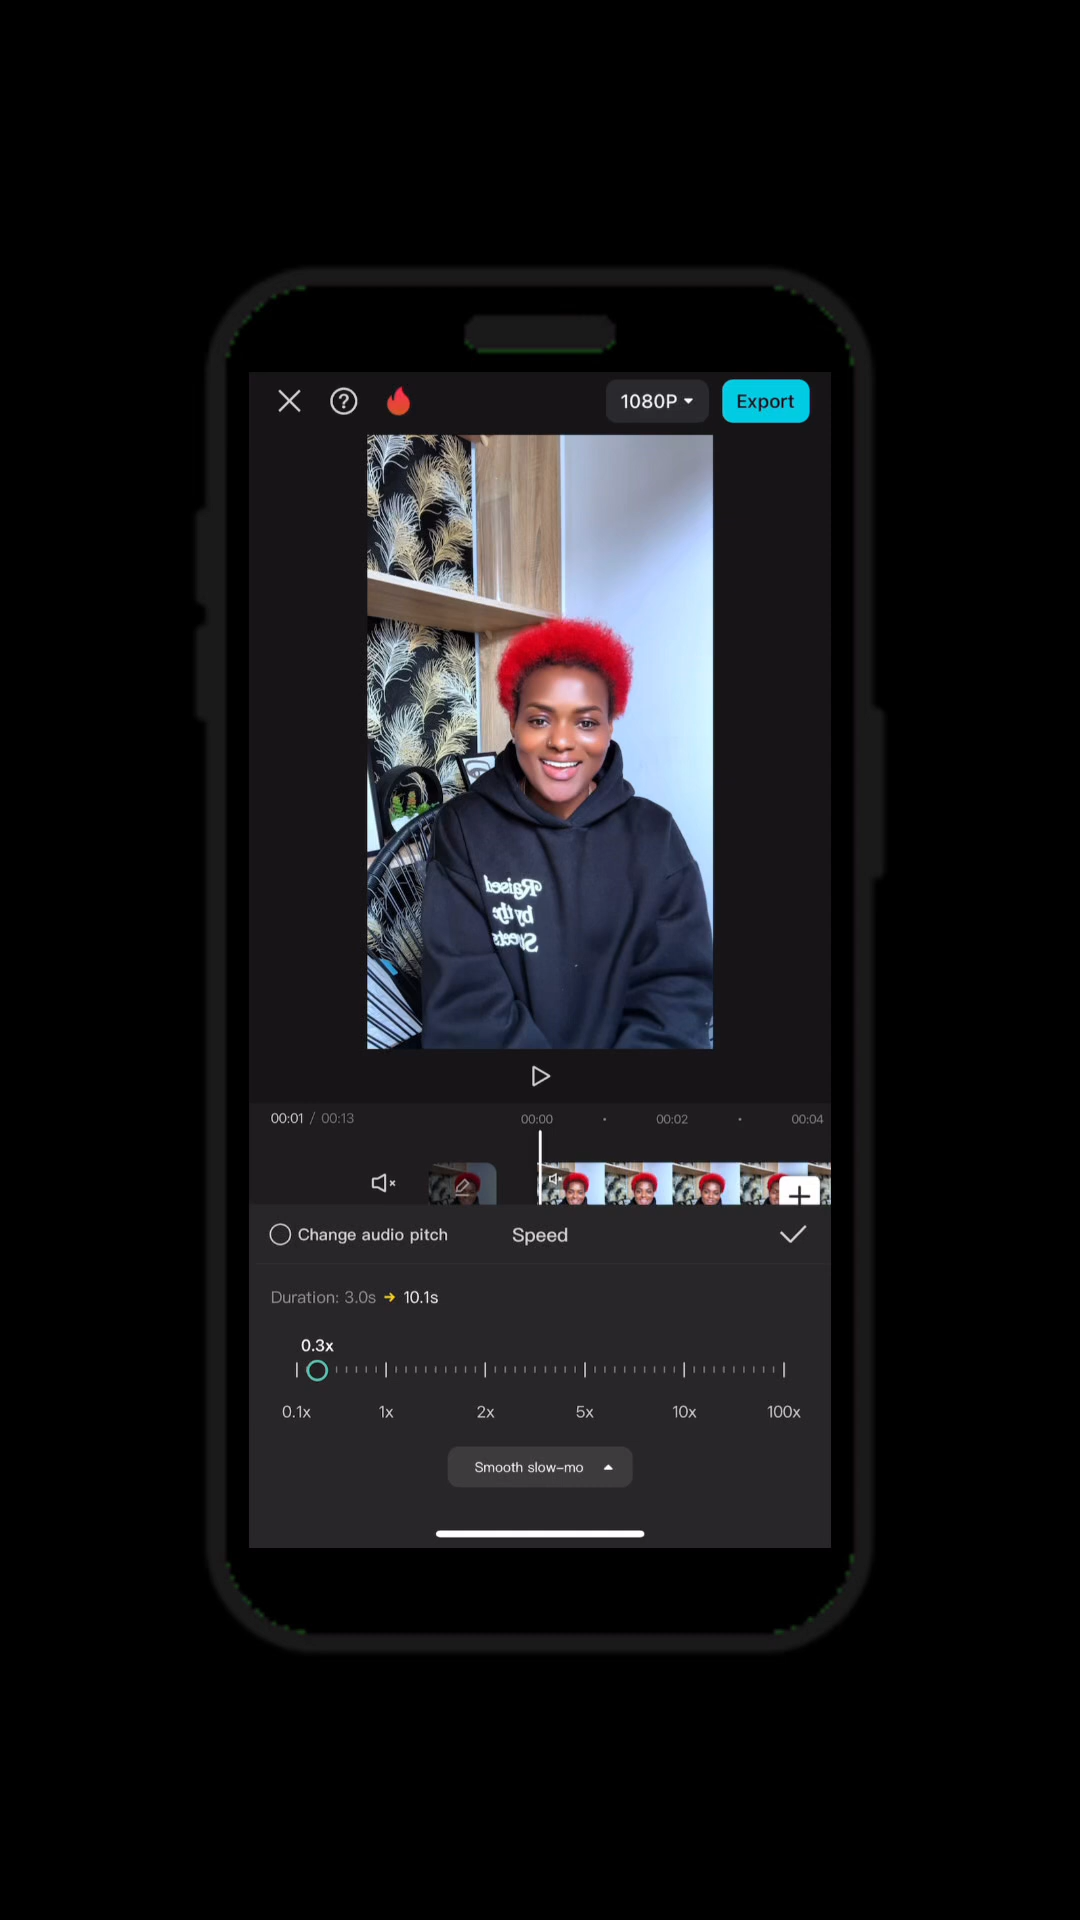 1080P
Export
Raised
by the
Streets
00:01 / 00:13
00:00
00:02
00:04
Change audio pitch
Speed
Duration: 3.0s → 10.1s
0.3x
0.1x 1x 2x 5x 10x 100x
Smooth slow-mo